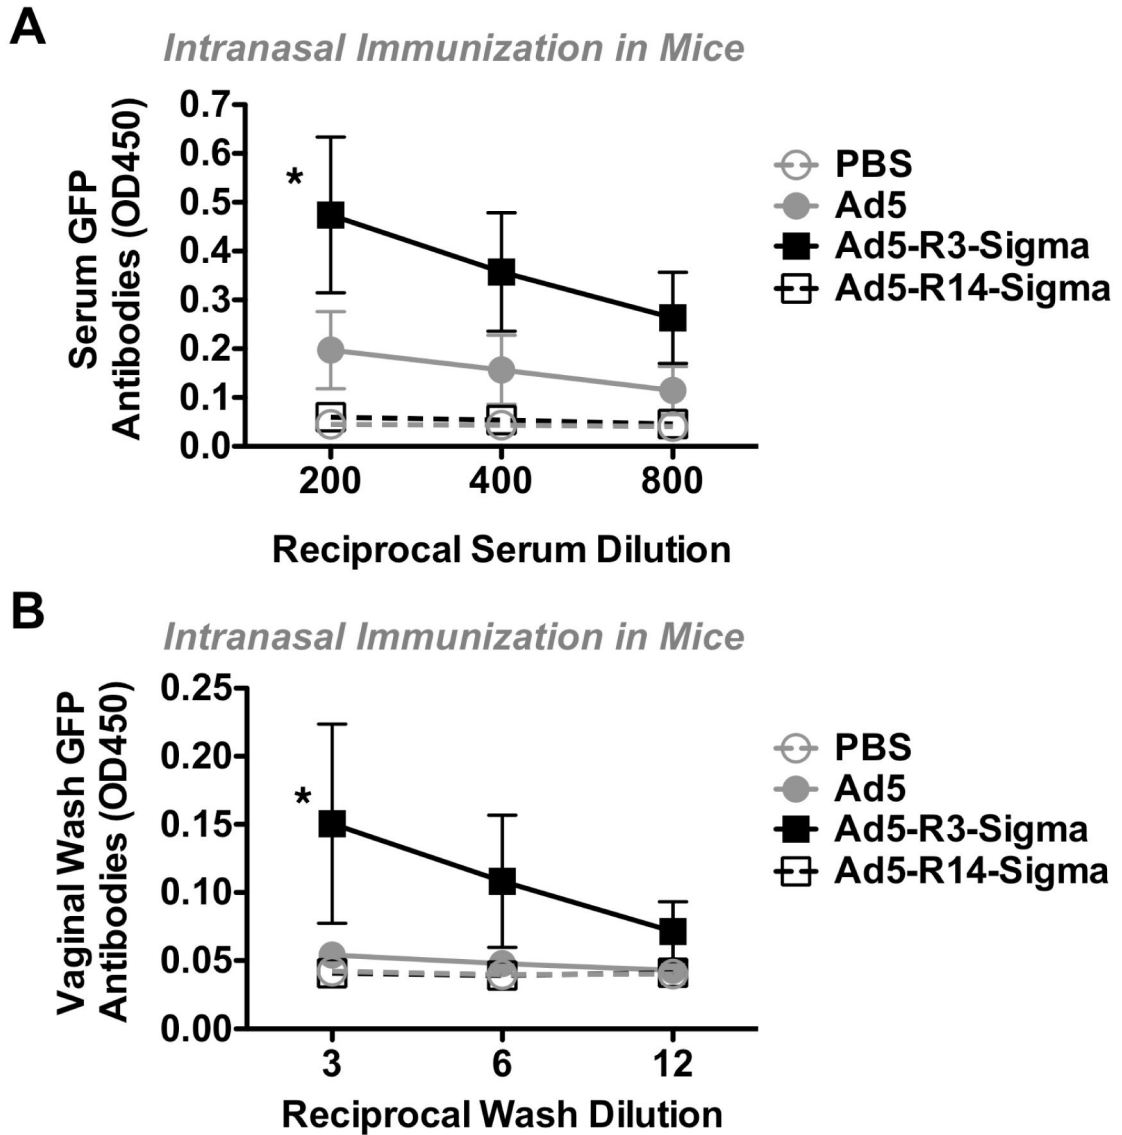 A
Intranasal Immunization in Mice
Serum GFP
Antibodies (OD450)
0.7
0.6
0.5
0.4
0.3
0.2
0.1
0.0
*
200 400 800
Reciprocal Serum Dilution
PBS
Ad5
Ad5-R3-Sigma
Ad5-R14-Sigma
B
Intranasal Immunization in Mice
Vaginal Wash GFP
Antibodies (OD450)
0.25
0.20
0.15
0.10
0.05
0.00
*
3 6 12
Reciprocal Wash Dilution
PBS
Ad5
Ad5-R3-Sigma
Ad5-R14-Sigma